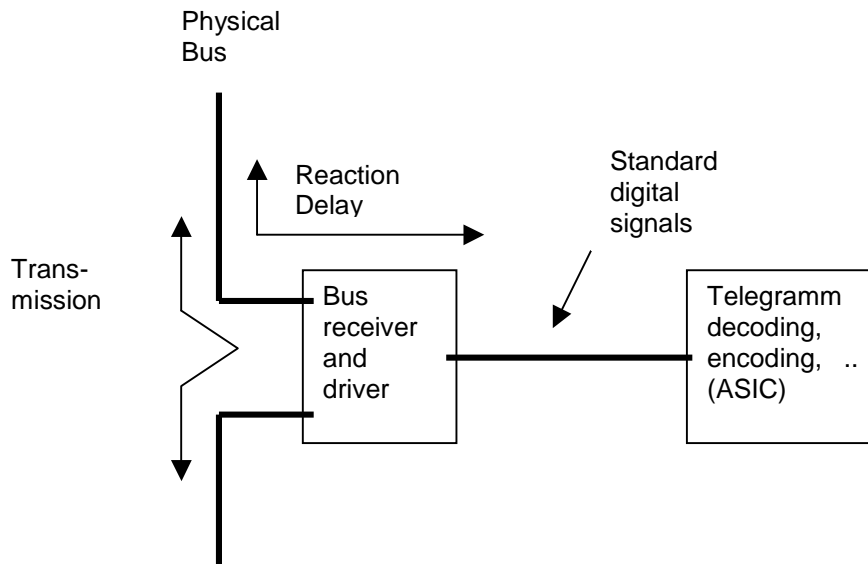 Physical
Bus
Reaction
Delay
Standard
digital
signals
Trans-
mission
Bus
receiver
and
driver
Telegramm
decoding,
encoding, ..
(ASIC)